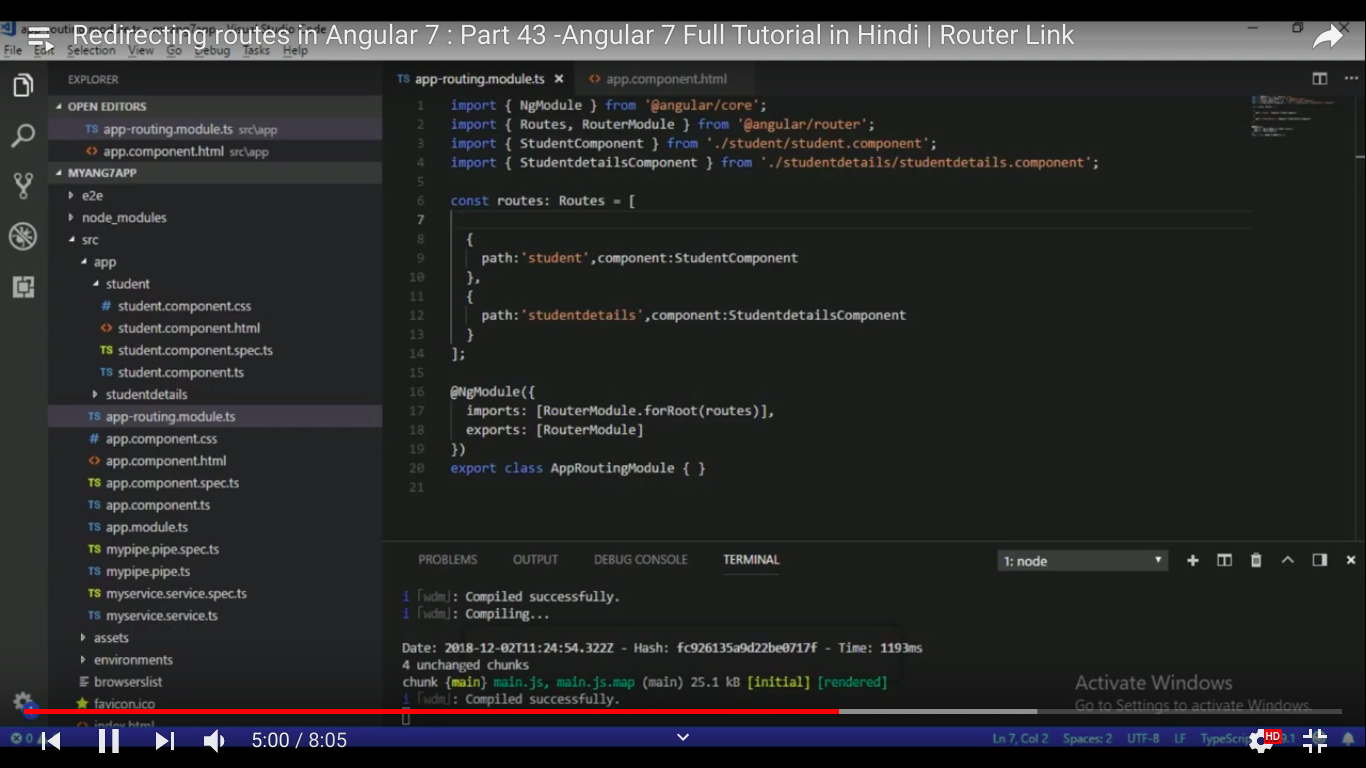 Redirecting routes in Angular 7 : Part 43 -Angular 7 Full Tutorial in Hindi | Router Link
File Edit Selection View Go Debug Tasks Help
EXPLORER
OPEN EDITORS
TS app-routing.module.ts src\app
<> app.component.html src\app
MYANG7APP
e2e
node_modules
src
app
student
# student.component.css
<> student.component.html
TS student.component.spec.ts
TS student.component.ts
studentdetails
TS app-routing.module.ts
# app.component.css
<> app.component.html
TS app.component.spec.ts
TS app.component.ts
TS app.module.ts
TS mypipe.pipe.spec.ts
TS mypipe.pipe.ts
TS myservice.service.spec.ts
TS myservice.service.ts
assets
environments
browserslist
favicon.ico
<> index.html
TS app-routing.module.ts × <> app.component.html
1 import { NgModule } from '@angular/core';
2 import { Routes, RouterModule } from '@angular/router';
3 import { StudentComponent } from './student/student.component';
4 import { StudentdetailsComponent } from './studentdetails/studentdetails.component';
5
6 const routes: Routes = [
7
8 {
9 path:'student',component:StudentComponent
10 },
11 {
12 path:'studentdetails',component:StudentdetailsComponent
13 }
14 ];
15
16 @NgModule({
17 imports: [RouterModule.forRoot(routes)],
18 exports: [RouterModule]
19 })
20 export class AppRoutingModule { }
21
PROBLEMS OUTPUT DEBUG CONSOLE TERMINAL 1: node
i ｢wdm｣: Compiled successfully.
i ｢wdm｣: Compiling...
Date: 2018-12-02T11:24:54.322Z - Hash: fc926135a9d22be0717f - Time: 1193ms
4 unchanged chunks
chunk {main} main.js, main.js.map (main) 25.1 kB [initial] [rendered]
i ｢wdm｣: Compiled successfully.
Activate Windows
Go to Settings to activate Windows.
5:00 / 8:05
Ln 7, Col 2 Spaces: 2 UTF-8 LF HD